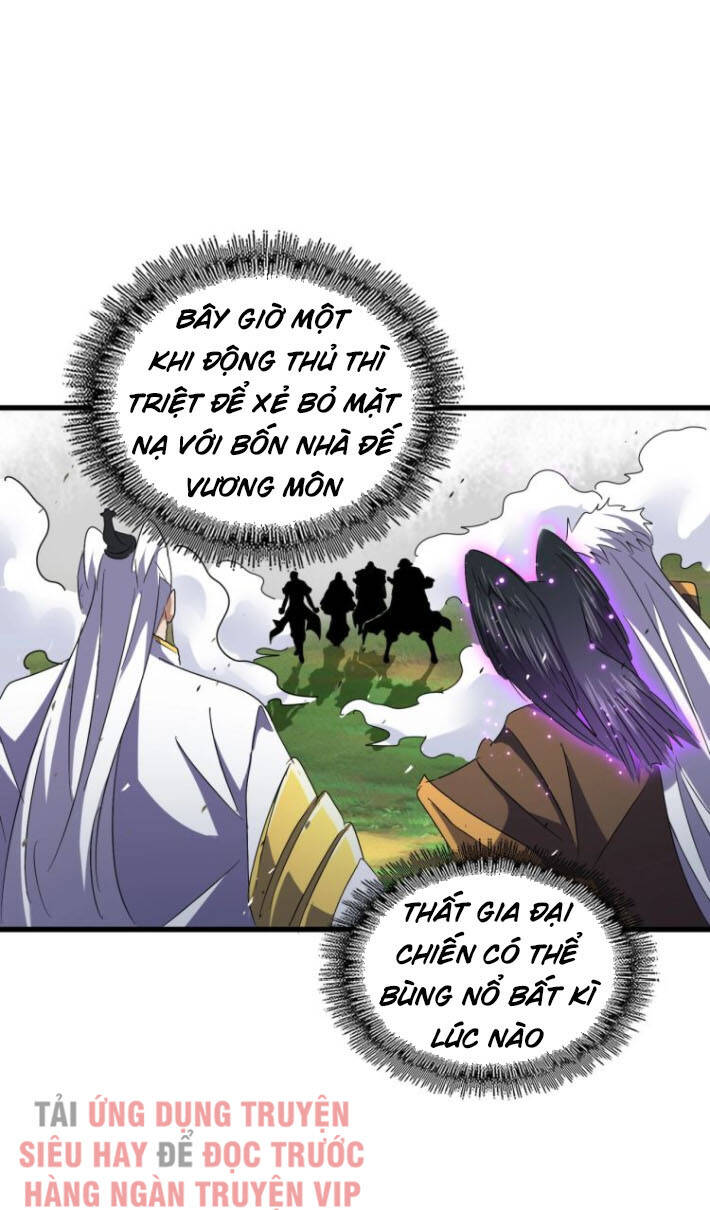 BÂY GIỜ MỘT
KHI ĐỘNG THỦ THÌ
TRIỆT ĐỂ XẺ BỎ MẶT
NẠ VỚI BỐN NHÀ ĐẾ
VƯƠNG MÔN
THẤT GIA ĐẠI
CHIẾN CÓ THỂ
BÙNG NỔ BẤT KÌ
LÚC NÀO
TẢI ỨNG DỤNG TRUYỆN
SIÊU HAY ĐỂ ĐỌC TRƯỚC
HÀNG NGÀN TRUYỆN VIP